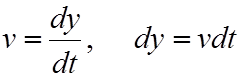 v = dy/dt, dy = vdt